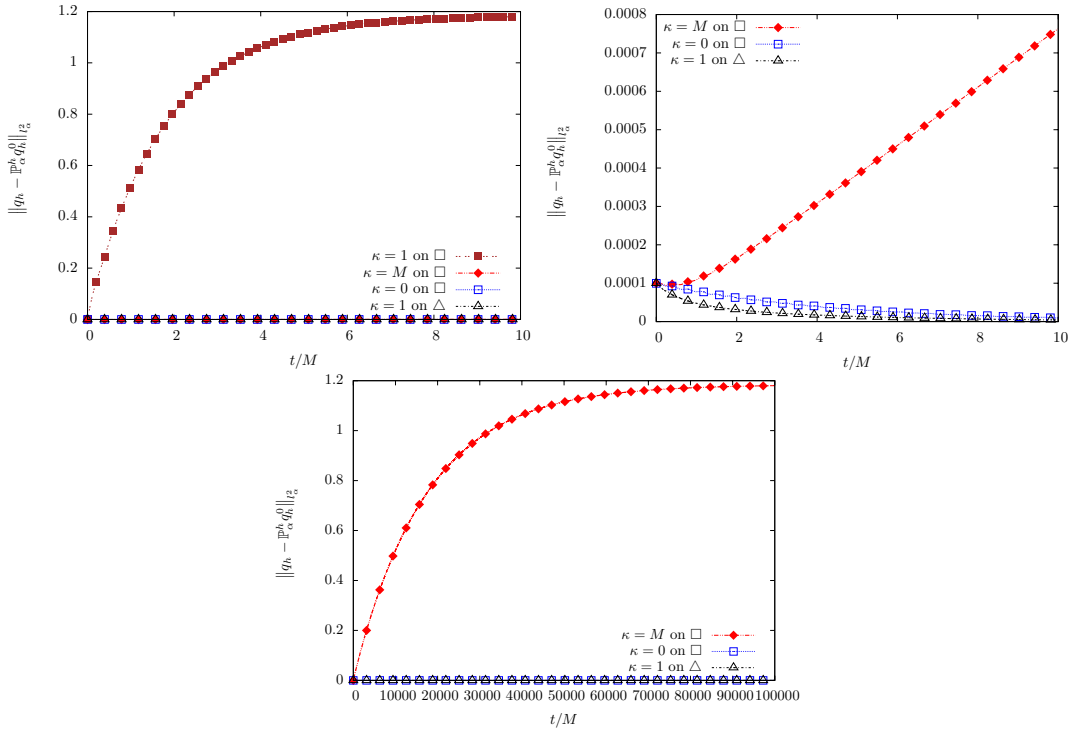 1.2
1
0.8
0.6
0.4
0.2
0
0 2 4 6 8 10
t/M
||q_h − ℙ^h_α q^0_h||_{l^2_α}
κ = 1 on □
κ = M on □
κ = 0 on □
κ = 1 on △
0.0008
0.0007
0.0006
0.0005
0.0004
0.0003
0.0002
0.0001
0
0 2 4 6 8 10
t/M
||q_h − ℙ^h_α q^0_h||_{l^2_α}
κ = M on □
κ = 0 on □
κ = 1 on △
1.2
1
0.8
0.6
0.4
0.2
0
0 10000 20000 30000 40000 50000 60000 70000 80000 90000 100000
t/M
||q_h − ℙ^h_α q^0_h||_{l^2_α}
κ = M on □
κ = 0 on □
κ = 1 on △